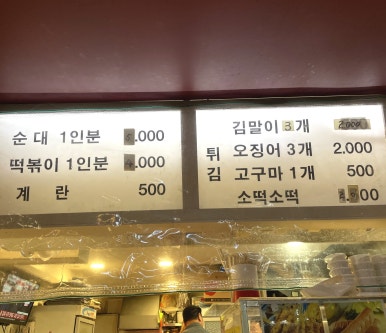 순대 1인분 .000
떡볶이 1인분 4.000
계란 500
김말이 3개 2.000
튀 오징어 3개 2.000
김 고구마 1개 500
소떡소떡